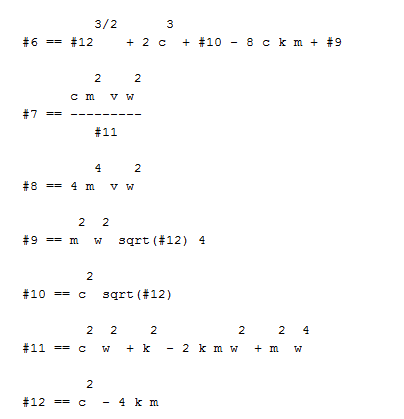 3/2 3
#6 == #12 + 2 c + #10 - 8 c k m + #9
2 2
c m v w
#7 == ---------
#11
4 2
#8 == 4 m v w
2 2
#9 == m w sqrt(#12) 4
2
#10 == c sqrt(#12)
2 2 2 2 2 4
#11 == c w + k - 2 k m w + m w
2
#12 == c - 4 k m